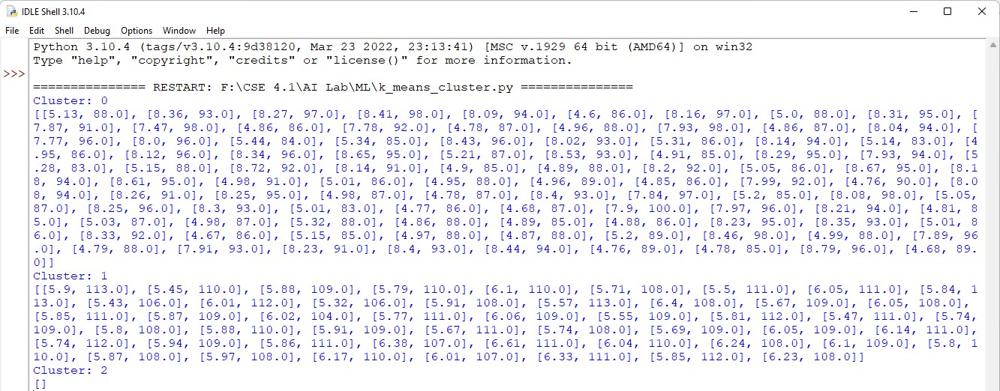 IDLE Shell 3.10.4
File Edit Shell Debug Options Window Help
Python 3.10.4 (tags/v3.10.4:9d38120, Mar 23 2022, 23:13:41) [MSC v.1929 64 bit (AMD64)] on win32
Type "help", "copyright", "credits" or "license()" for more information.
>>>
=============== RESTART: F:\CSE 4.1\AI Lab\ML\k_means_cluster.py ===============
Cluster: 0
[[5.13, 88.0], [8.36, 93.0], [8.27, 97.0], [8.41, 98.0], [8.09, 94.0], [4.6, 86.0], [8.16, 97.0], [5.0, 88.0], [8.31, 95.0], [
7.87, 91.0], [7.47, 98.0], [4.86, 86.0], [7.78, 92.0], [4.78, 87.0], [4.96, 88.0], [7.93, 98.0], [4.86, 87.0], [8.04, 94.0], [
7.77, 96.0], [8.0, 96.0], [5.44, 84.0], [5.34, 85.0], [8.43, 96.0], [8.02, 93.0], [5.31, 86.0], [8.14, 94.0], [5.14, 83.0], [4
.95, 86.0], [8.12, 96.0], [8.34, 96.0], [8.65, 95.0], [5.21, 87.0], [8.53, 93.0], [4.91, 85.0], [8.29, 95.0], [7.93, 94.0], [5
.28, 83.0], [5.15, 88.0], [8.72, 92.0], [8.14, 91.0], [4.9, 85.0], [4.89, 88.0], [8.2, 92.0], [5.05, 86.0], [8.67, 95.0], [8.1
8, 94.0], [8.61, 95.0], [4.98, 91.0], [5.01, 86.0], [4.95, 88.0], [4.96, 89.0], [4.85, 86.0], [7.99, 92.0], [4.76, 90.0], [8.0
8, 94.0], [8.26, 91.0], [8.25, 95.0], [4.98, 87.0], [4.78, 87.0], [8.4, 93.0], [7.84, 97.0], [5.2, 85.0], [8.08, 98.0], [5.05,
87.0], [8.25, 96.0], [8.3, 93.0], [5.01, 83.0], [4.77, 86.0], [4.68, 87.0], [7.9, 100.0], [7.97, 96.0], [8.21, 94.0], [4.81, 8
5.0], [5.03, 87.0], [4.98, 87.0], [5.32, 88.0], [4.86, 88.0], [4.89, 85.0], [4.88, 86.0], [8.23, 95.0], [8.35, 93.0], [5.01, 8
6.0], [8.33, 92.0], [4.67, 86.0], [5.15, 85.0], [4.97, 88.0], [4.87, 88.0], [5.2, 89.0], [8.46, 98.0], [4.99, 88.0], [7.89, 96
.0], [4.79, 88.0], [7.91, 93.0], [8.23, 91.0], [8.4, 93.0], [8.44, 94.0], [4.76, 89.0], [4.78, 85.0], [8.79, 96.0], [4.68, 89.
0]]
Cluster: 1
[[5.9, 113.0], [5.45, 110.0], [5.88, 109.0], [5.79, 110.0], [6.1, 110.0], [5.71, 108.0], [5.5, 111.0], [6.05, 111.0], [5.84, 1
13.0], [5.43, 106.0], [6.01, 112.0], [5.32, 106.0], [5.91, 108.0], [5.57, 113.0], [6.4, 108.0], [5.67, 109.0], [6.05, 108.0],
[5.85, 111.0], [5.87, 109.0], [6.02, 104.0], [5.77, 111.0], [6.06, 109.0], [5.55, 109.0], [5.81, 112.0], [5.47, 111.0], [5.74,
109.0], [5.8, 108.0], [5.88, 110.0], [5.91, 109.0], [5.67, 111.0], [5.74, 108.0], [5.69, 109.0], [6.05, 109.0], [6.14, 111.0],
[5.74, 112.0], [5.94, 109.0], [5.86, 111.0], [6.38, 107.0], [6.61, 111.0], [6.04, 110.0], [6.24, 108.0], [6.1, 109.0], [5.8, 1
10.0], [5.87, 108.0], [5.97, 108.0], [6.17, 110.0], [6.01, 107.0], [6.33, 111.0], [5.85, 112.0], [6.23, 108.0]]
Cluster: 2
[]